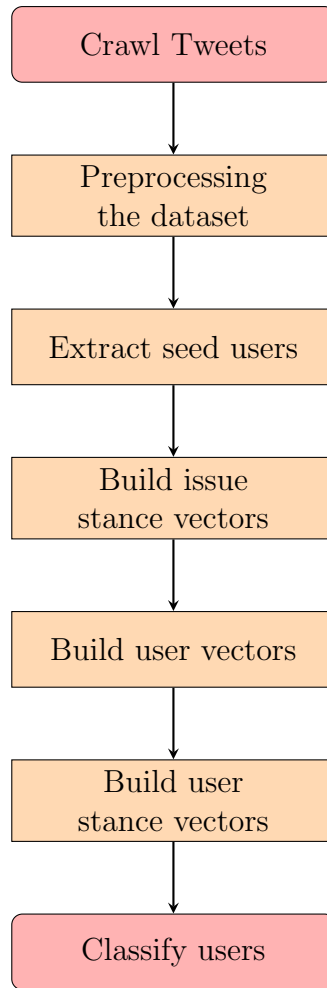 Crawl Tweets
Preprocessing
the dataset
Extract seed users
Build issue
stance vectors
Build user vectors
Build user
stance vectors
Classify users